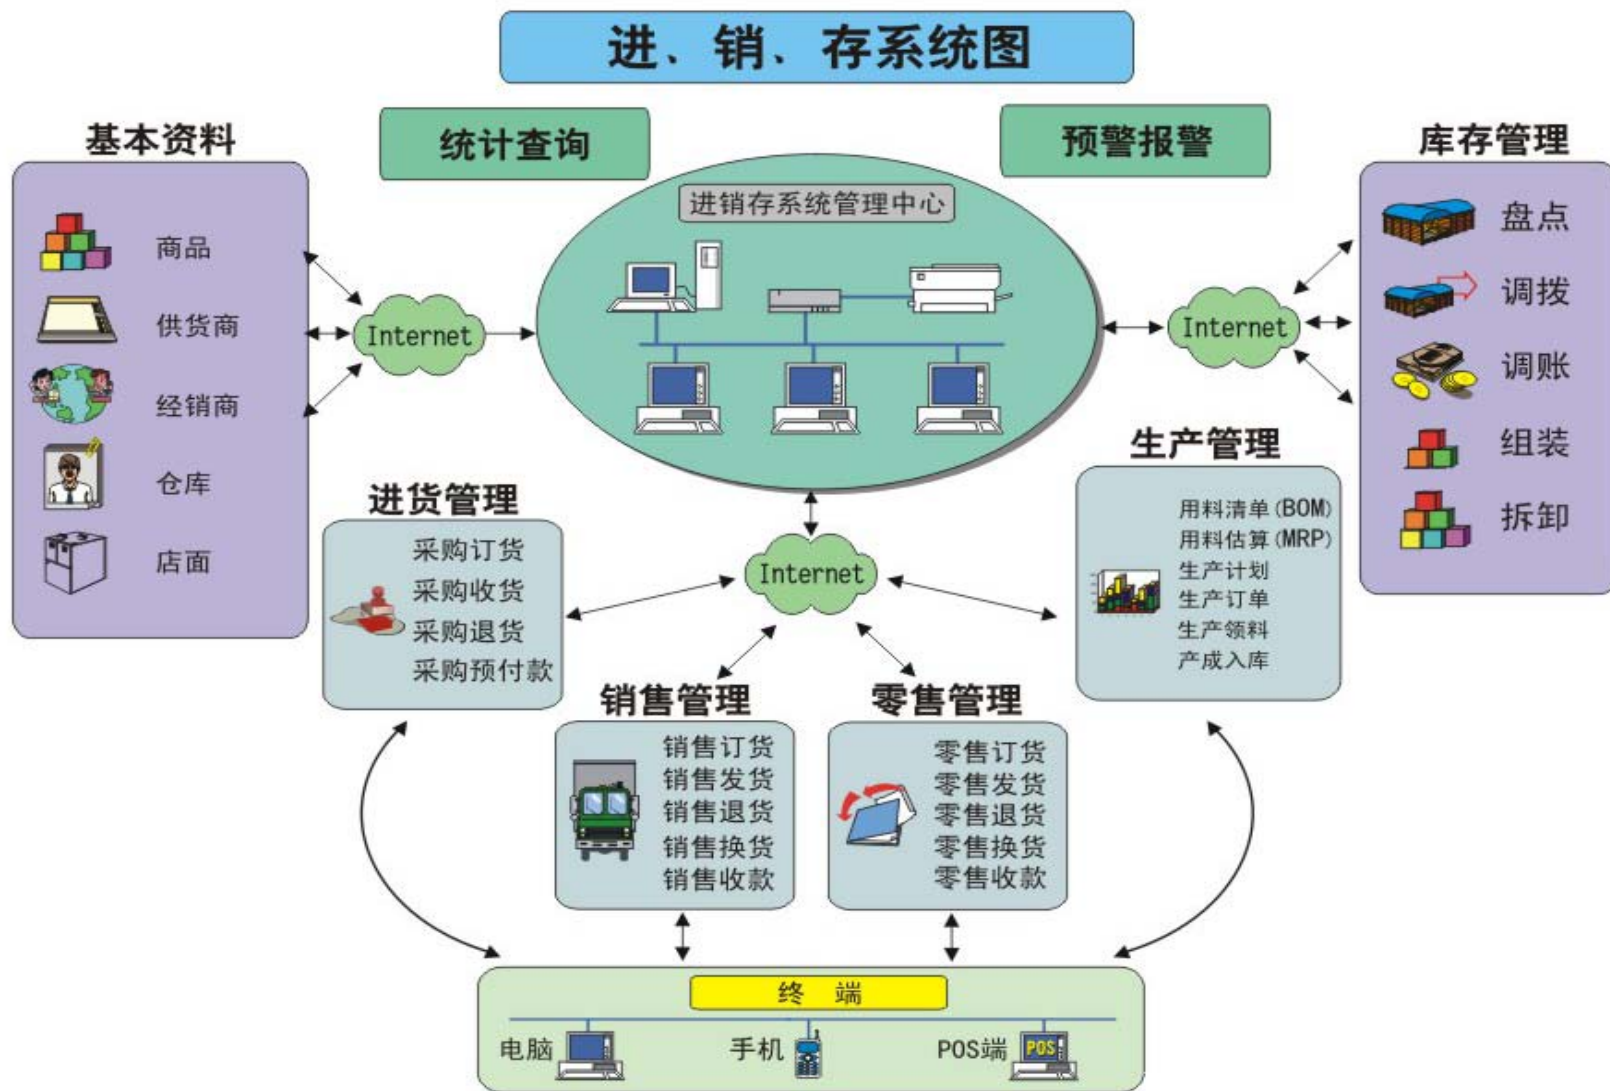 进、销、存系统图
统计查询
预警报警
基本资料
商品
供货商
经销商
仓库
店面
Internet
进销存系统管理中心
Internet
库存管理
盘点
调拨
调账
组装
拆卸
进货管理
采购订货
采购收货
采购退货
采购预付款
Internet
生产管理
用料清单(BOM)
用料估算(MRP)
生产计划
生产订单
生产领料
产成入库
销售管理
销售订货
销售发货
销售退货
销售换货
销售收款
零售管理
零售订货
零售发货
零售退货
零售换货
零售收款
终 端
电脑
手机
POS端
POS